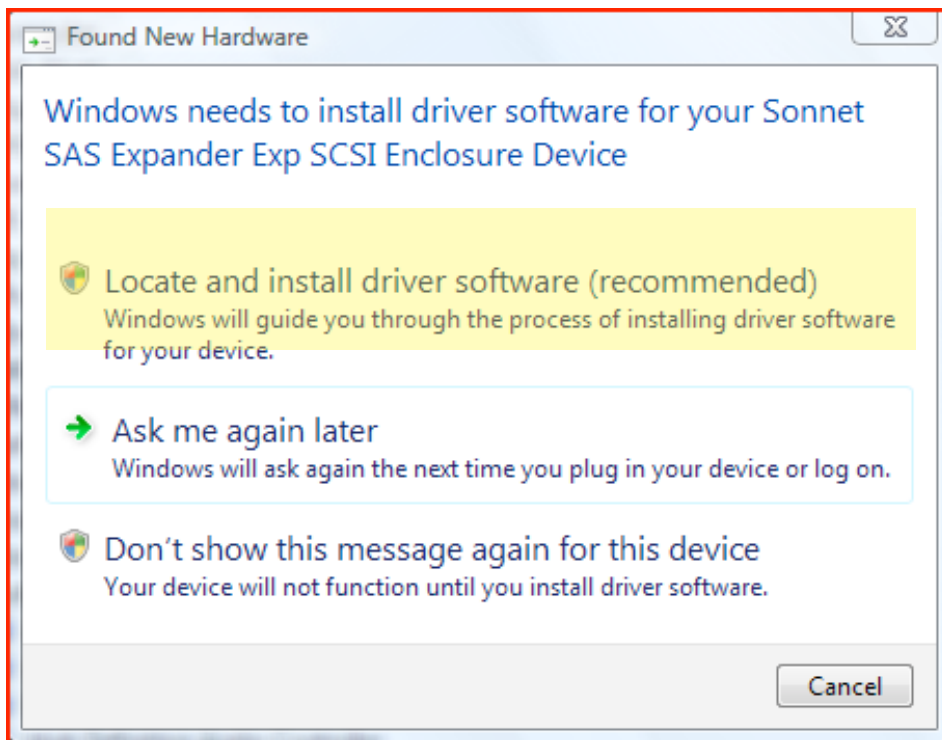 Found New Hardware
Windows needs to install driver software for your Sonnet
SAS Expander Exp SCSI Enclosure Device
Locate and install driver software (recommended)
Windows will guide you through the process of installing driver software
for your device.
Ask me again later
Windows will ask again the next time you plug in your device or log on.
Don't show this message again for this device
Your device will not function until you install driver software.
Cancel